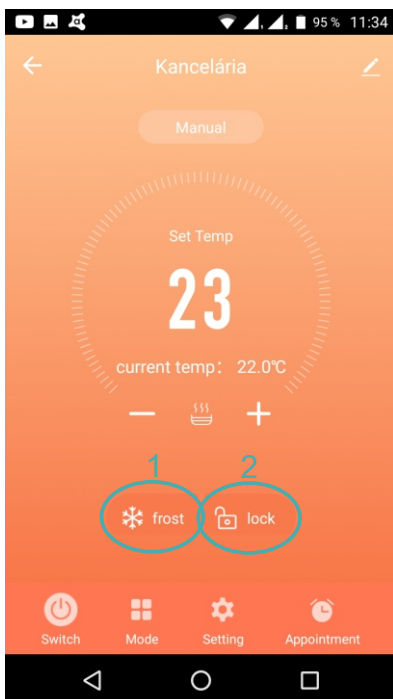 95 % 11:34
Kancelária
Manual
Set Temp
23
current temp: 22.0°C
1 2
frost lock
Switch Mode Setting Appointment